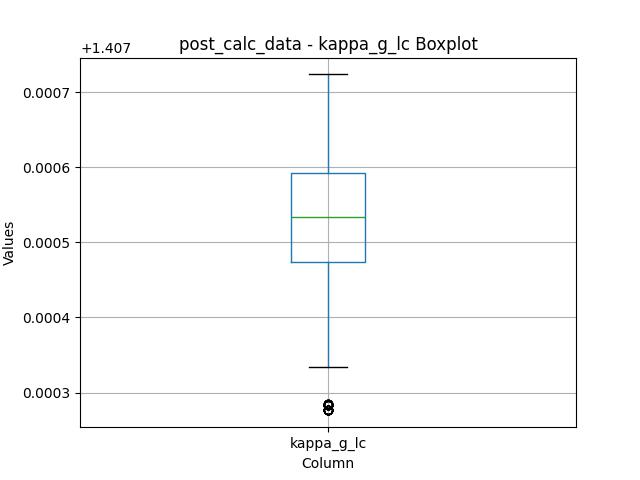 post_calc_data - kappa_g_lc Boxplot
+1.407
0.0007
0.0006
0.0005
0.0004
0.0003
Values
kappa_g_lc
Column